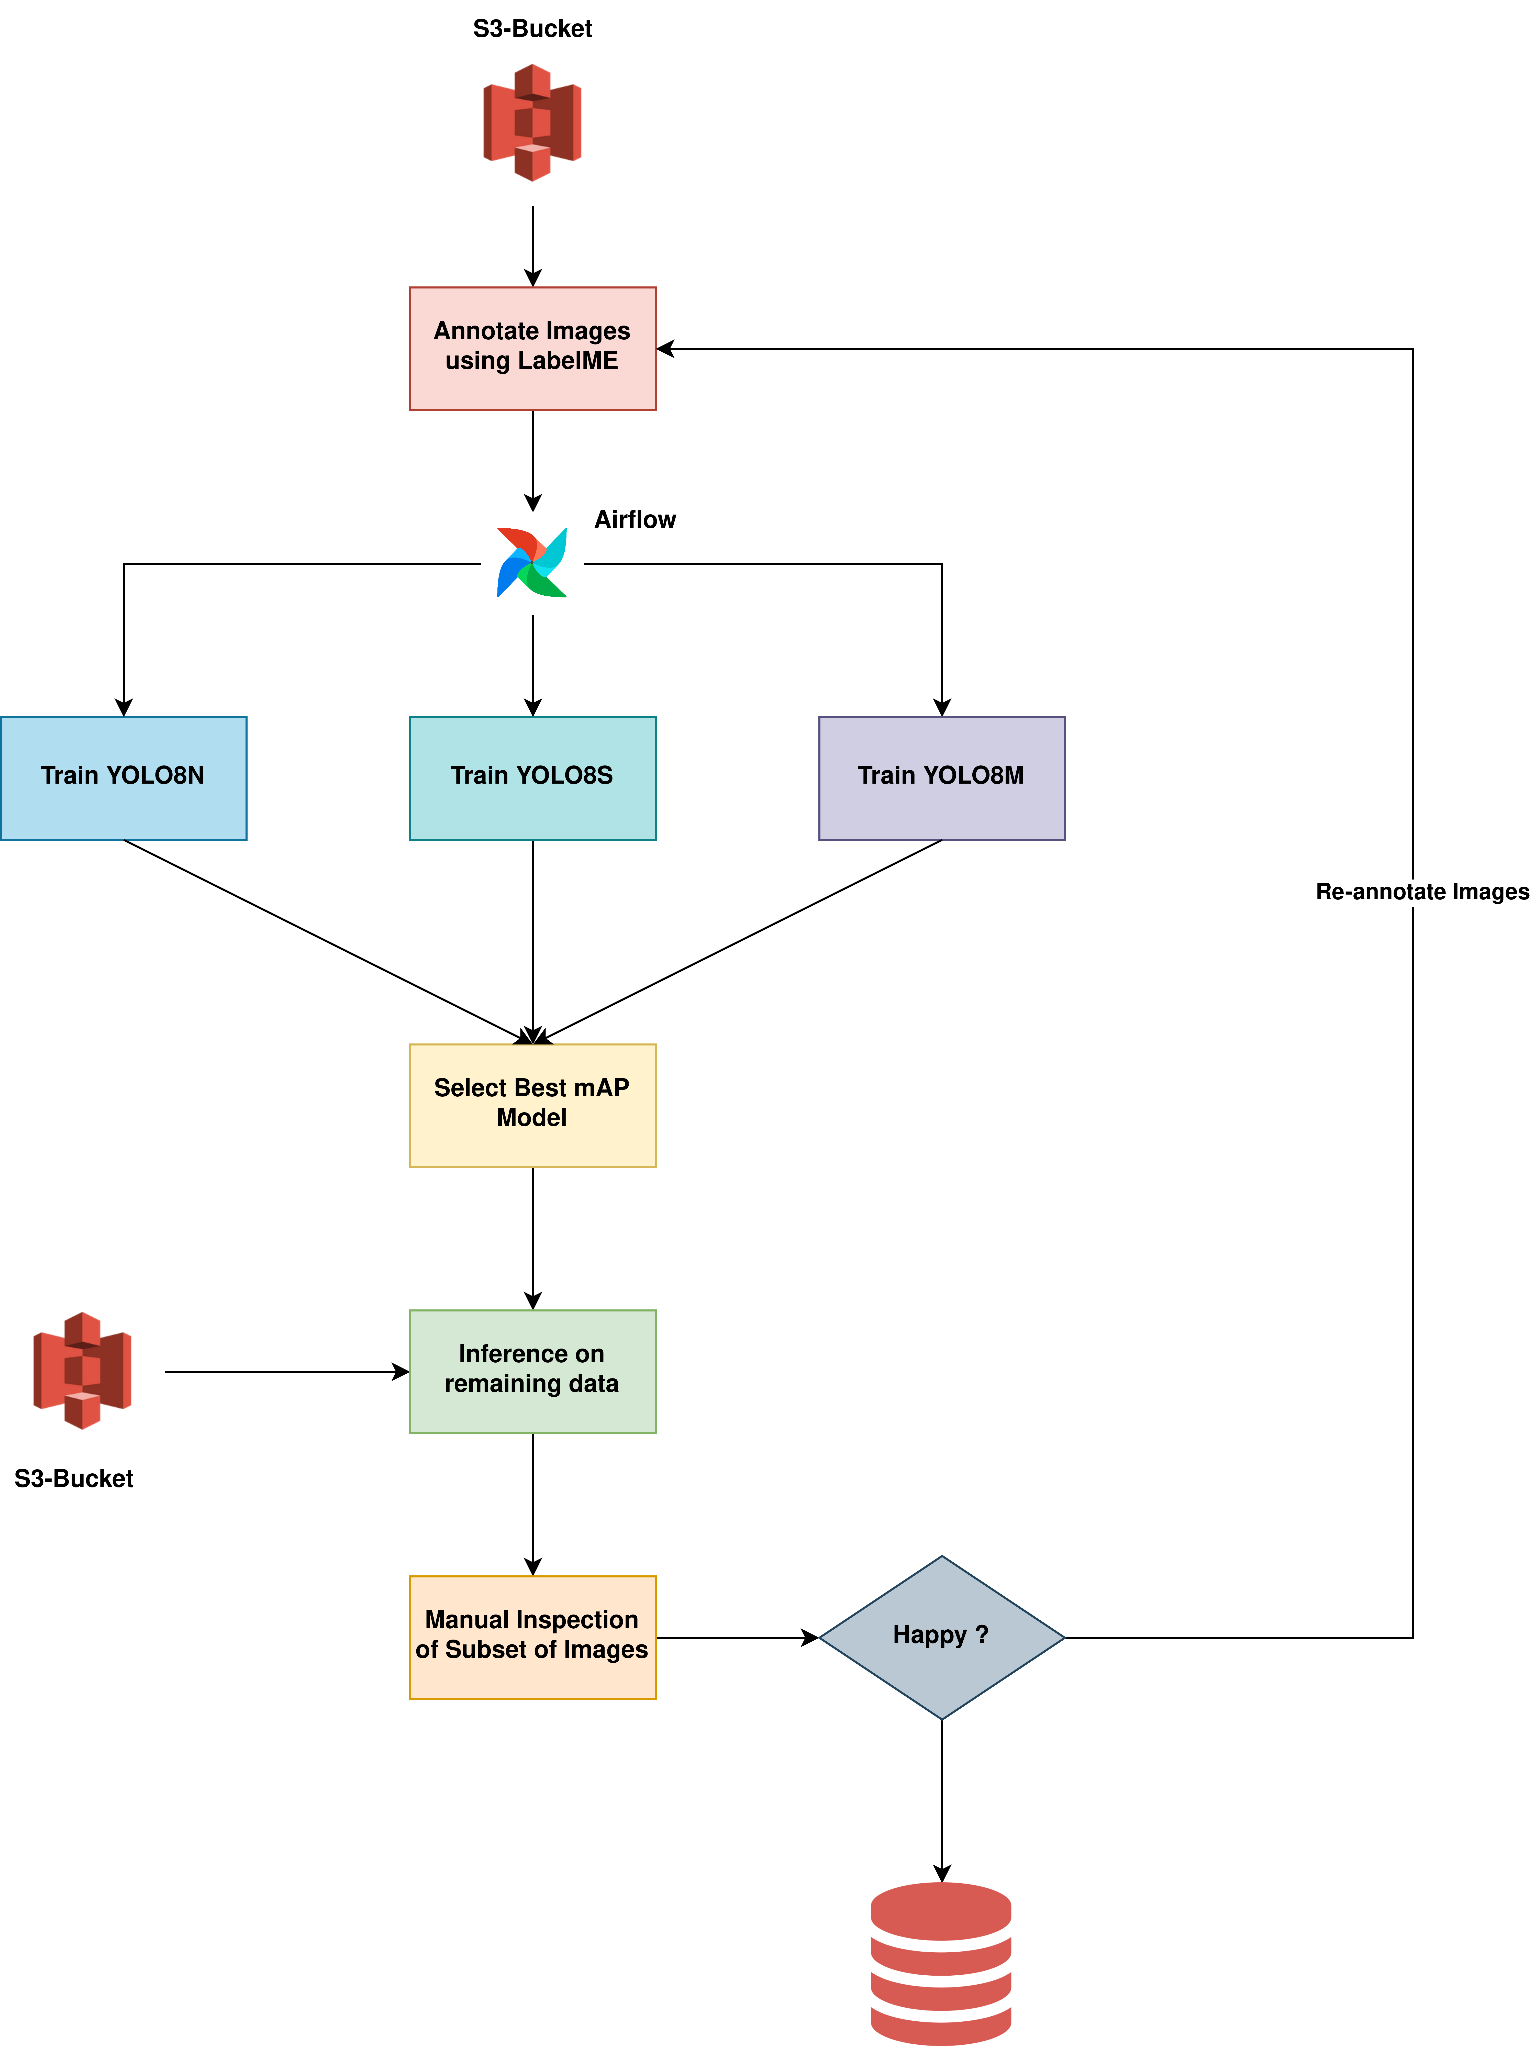 S3-Bucket
Annotate Images
using LabelME
Airflow
Train YOLO8N
Train YOLO8S
Train YOLO8M
Re-annotate Images
Select Best mAP
Model
Inference on
remaining data
S3-Bucket
Manual Inspection
of Subset of Images
Happy ?